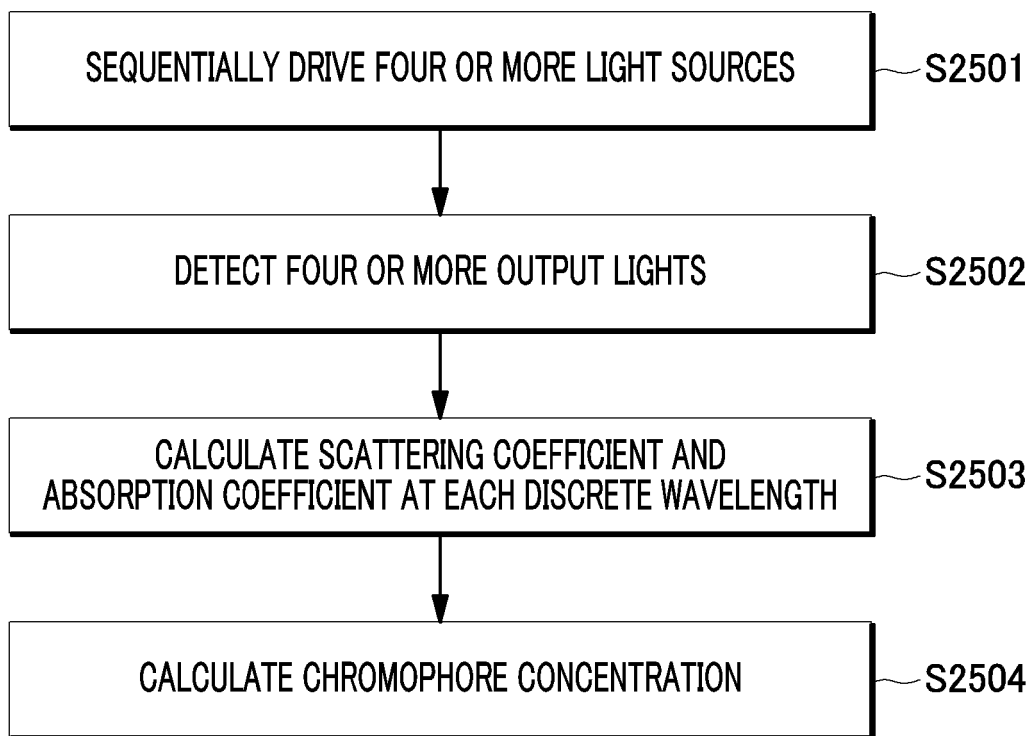 SEQUENTIALLY DRIVE FOUR OR MORE LIGHT SOURCES
S2501
DETECT FOUR OR MORE OUTPUT LIGHTS
S2502
CALCULATE SCATTERING COEFFICIENT AND
ABSORPTION COEFFICIENT AT EACH DISCRETE WAVELENGTH
S2503
CALCULATE CHROMOPHORE CONCENTRATION
S2504